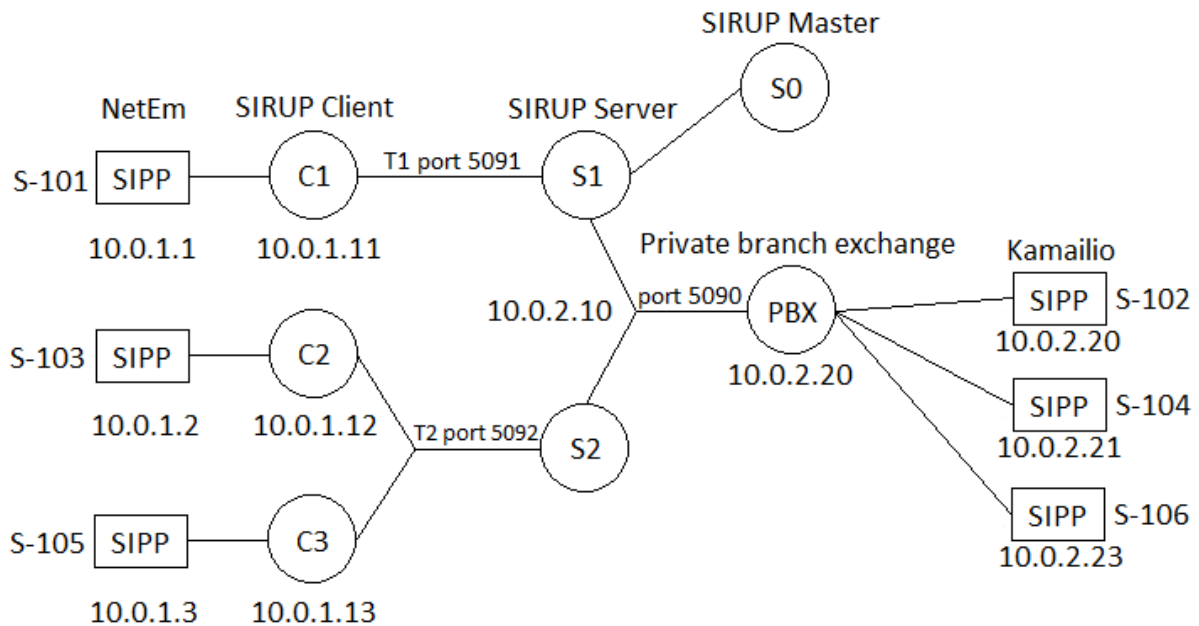 SIRUP Master
S0
NetEm
SIRUP Client
SIRUP Server
S-101
SIPP
C1
T1 port 5091
S1
10.0.1.1
10.0.1.11
Private branch exchange
Kamailio
10.0.2.10
port 5090
PBX
SIPP
S-102
10.0.2.20
10.0.2.20
S-103
SIPP
C2
10.0.1.2
10.0.1.12
T2 port 5092
S2
SIPP
S-104
10.0.2.21
S-105
SIPP
C3
10.0.1.3
10.0.1.13
SIPP
S-106
10.0.2.23